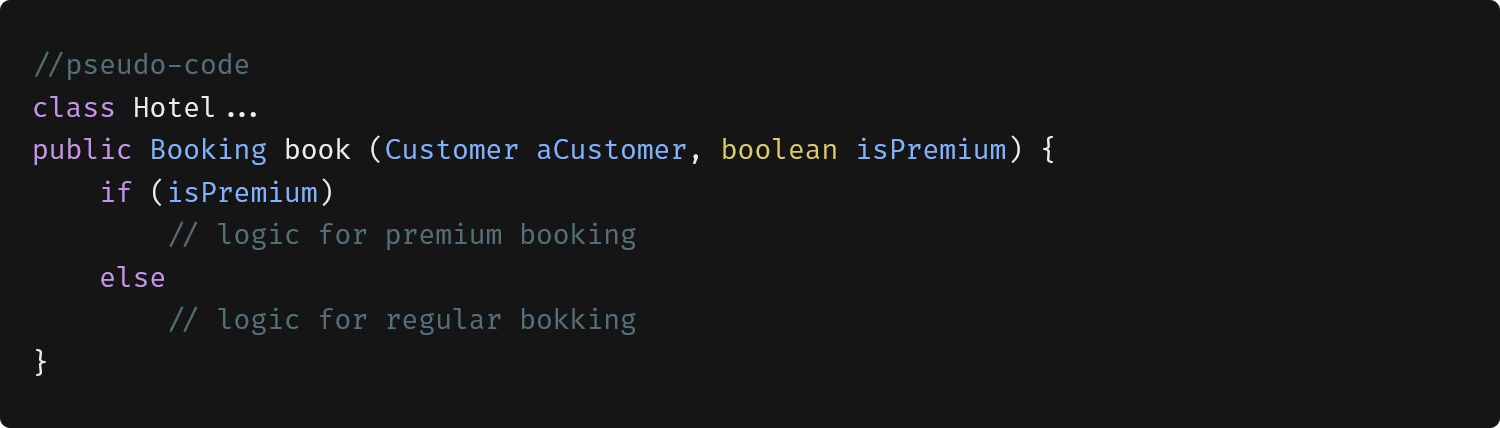 //pseudo-code
class Hotel...
public Booking book (Customer aCustomer, boolean isPremium) {
    if (isPremium)
        // logic for premium booking
    else
        // logic for regular bokking
}